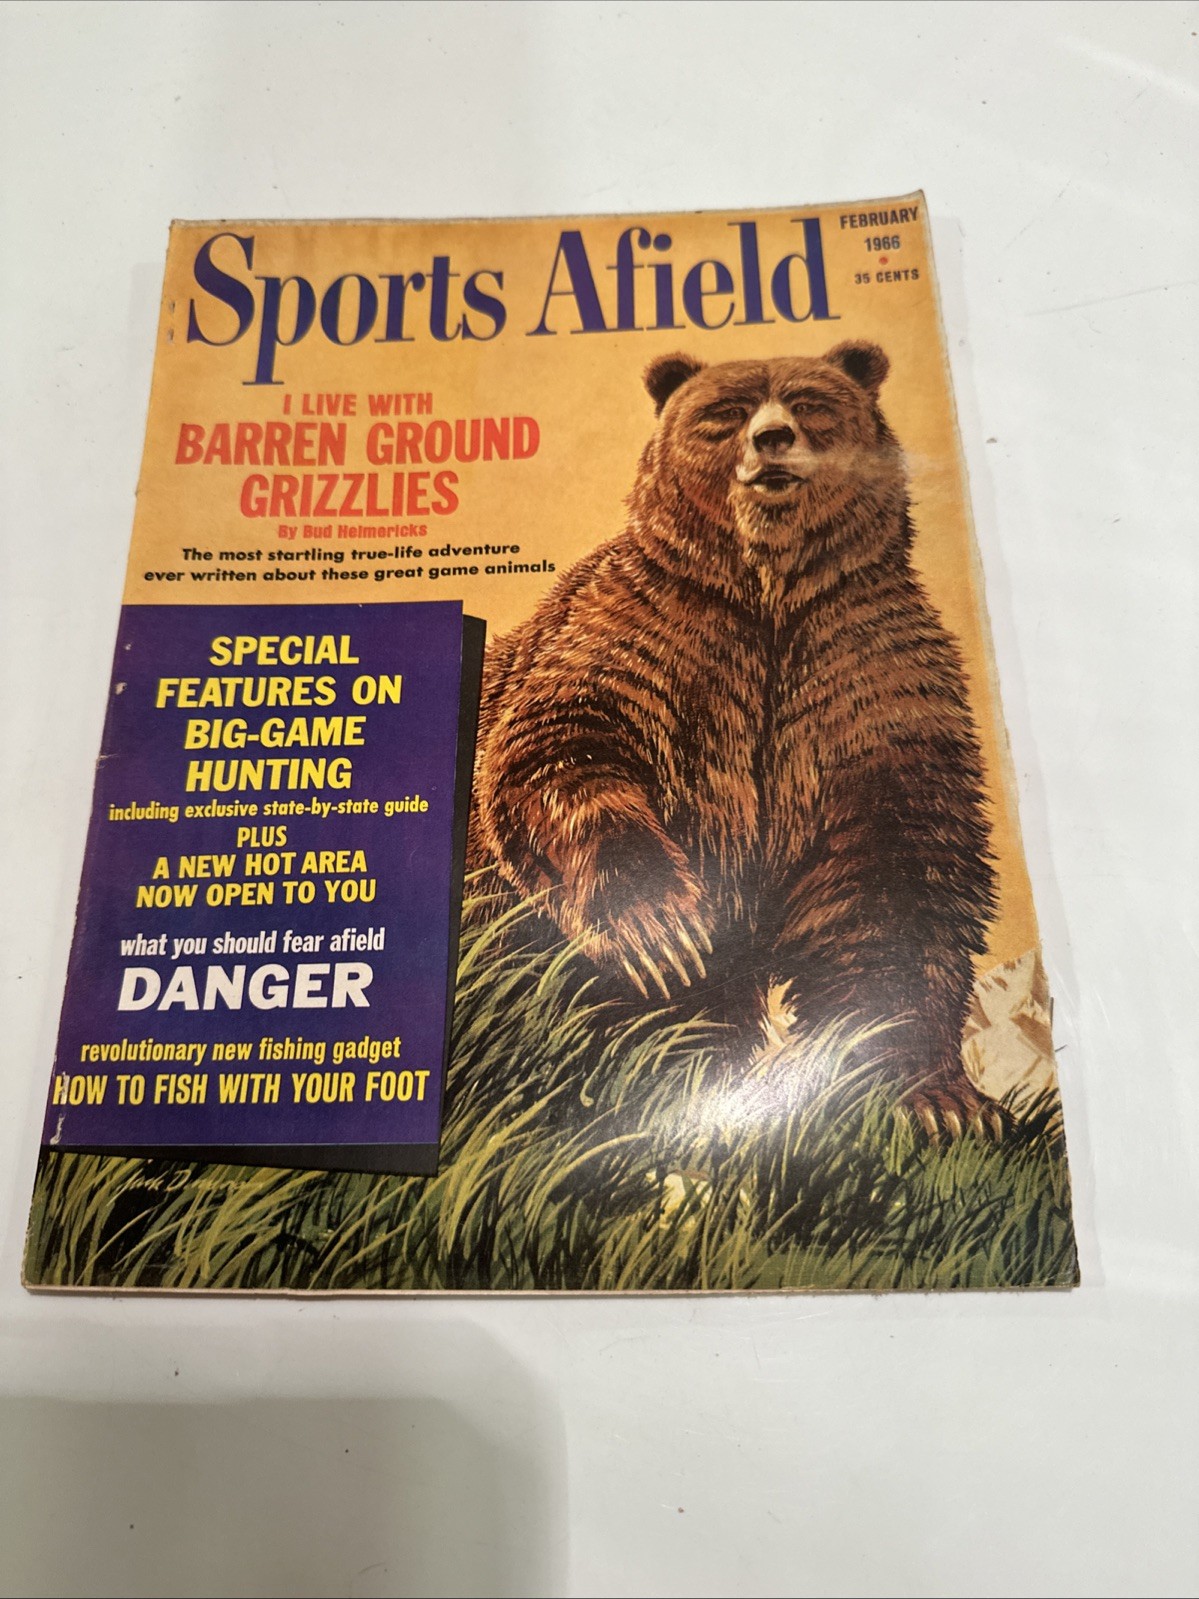 Sports Afield
FEBRUARY
1966
35 CENTS
I LIVE WITH
BARREN GROUND
GRIZZLIES
By Bud Helmericks
The most startling true-life adventure
ever written about these great game animals
SPECIAL
FEATURES ON
BIG-GAME
HUNTING
including exclusive state-by-state guide
PLUS
A NEW HOT AREA
NOW OPEN TO YOU
what you should fear afield
DANGER
revolutionary new fishing gadget
HOW TO FISH WITH YOUR FOOT
Jack